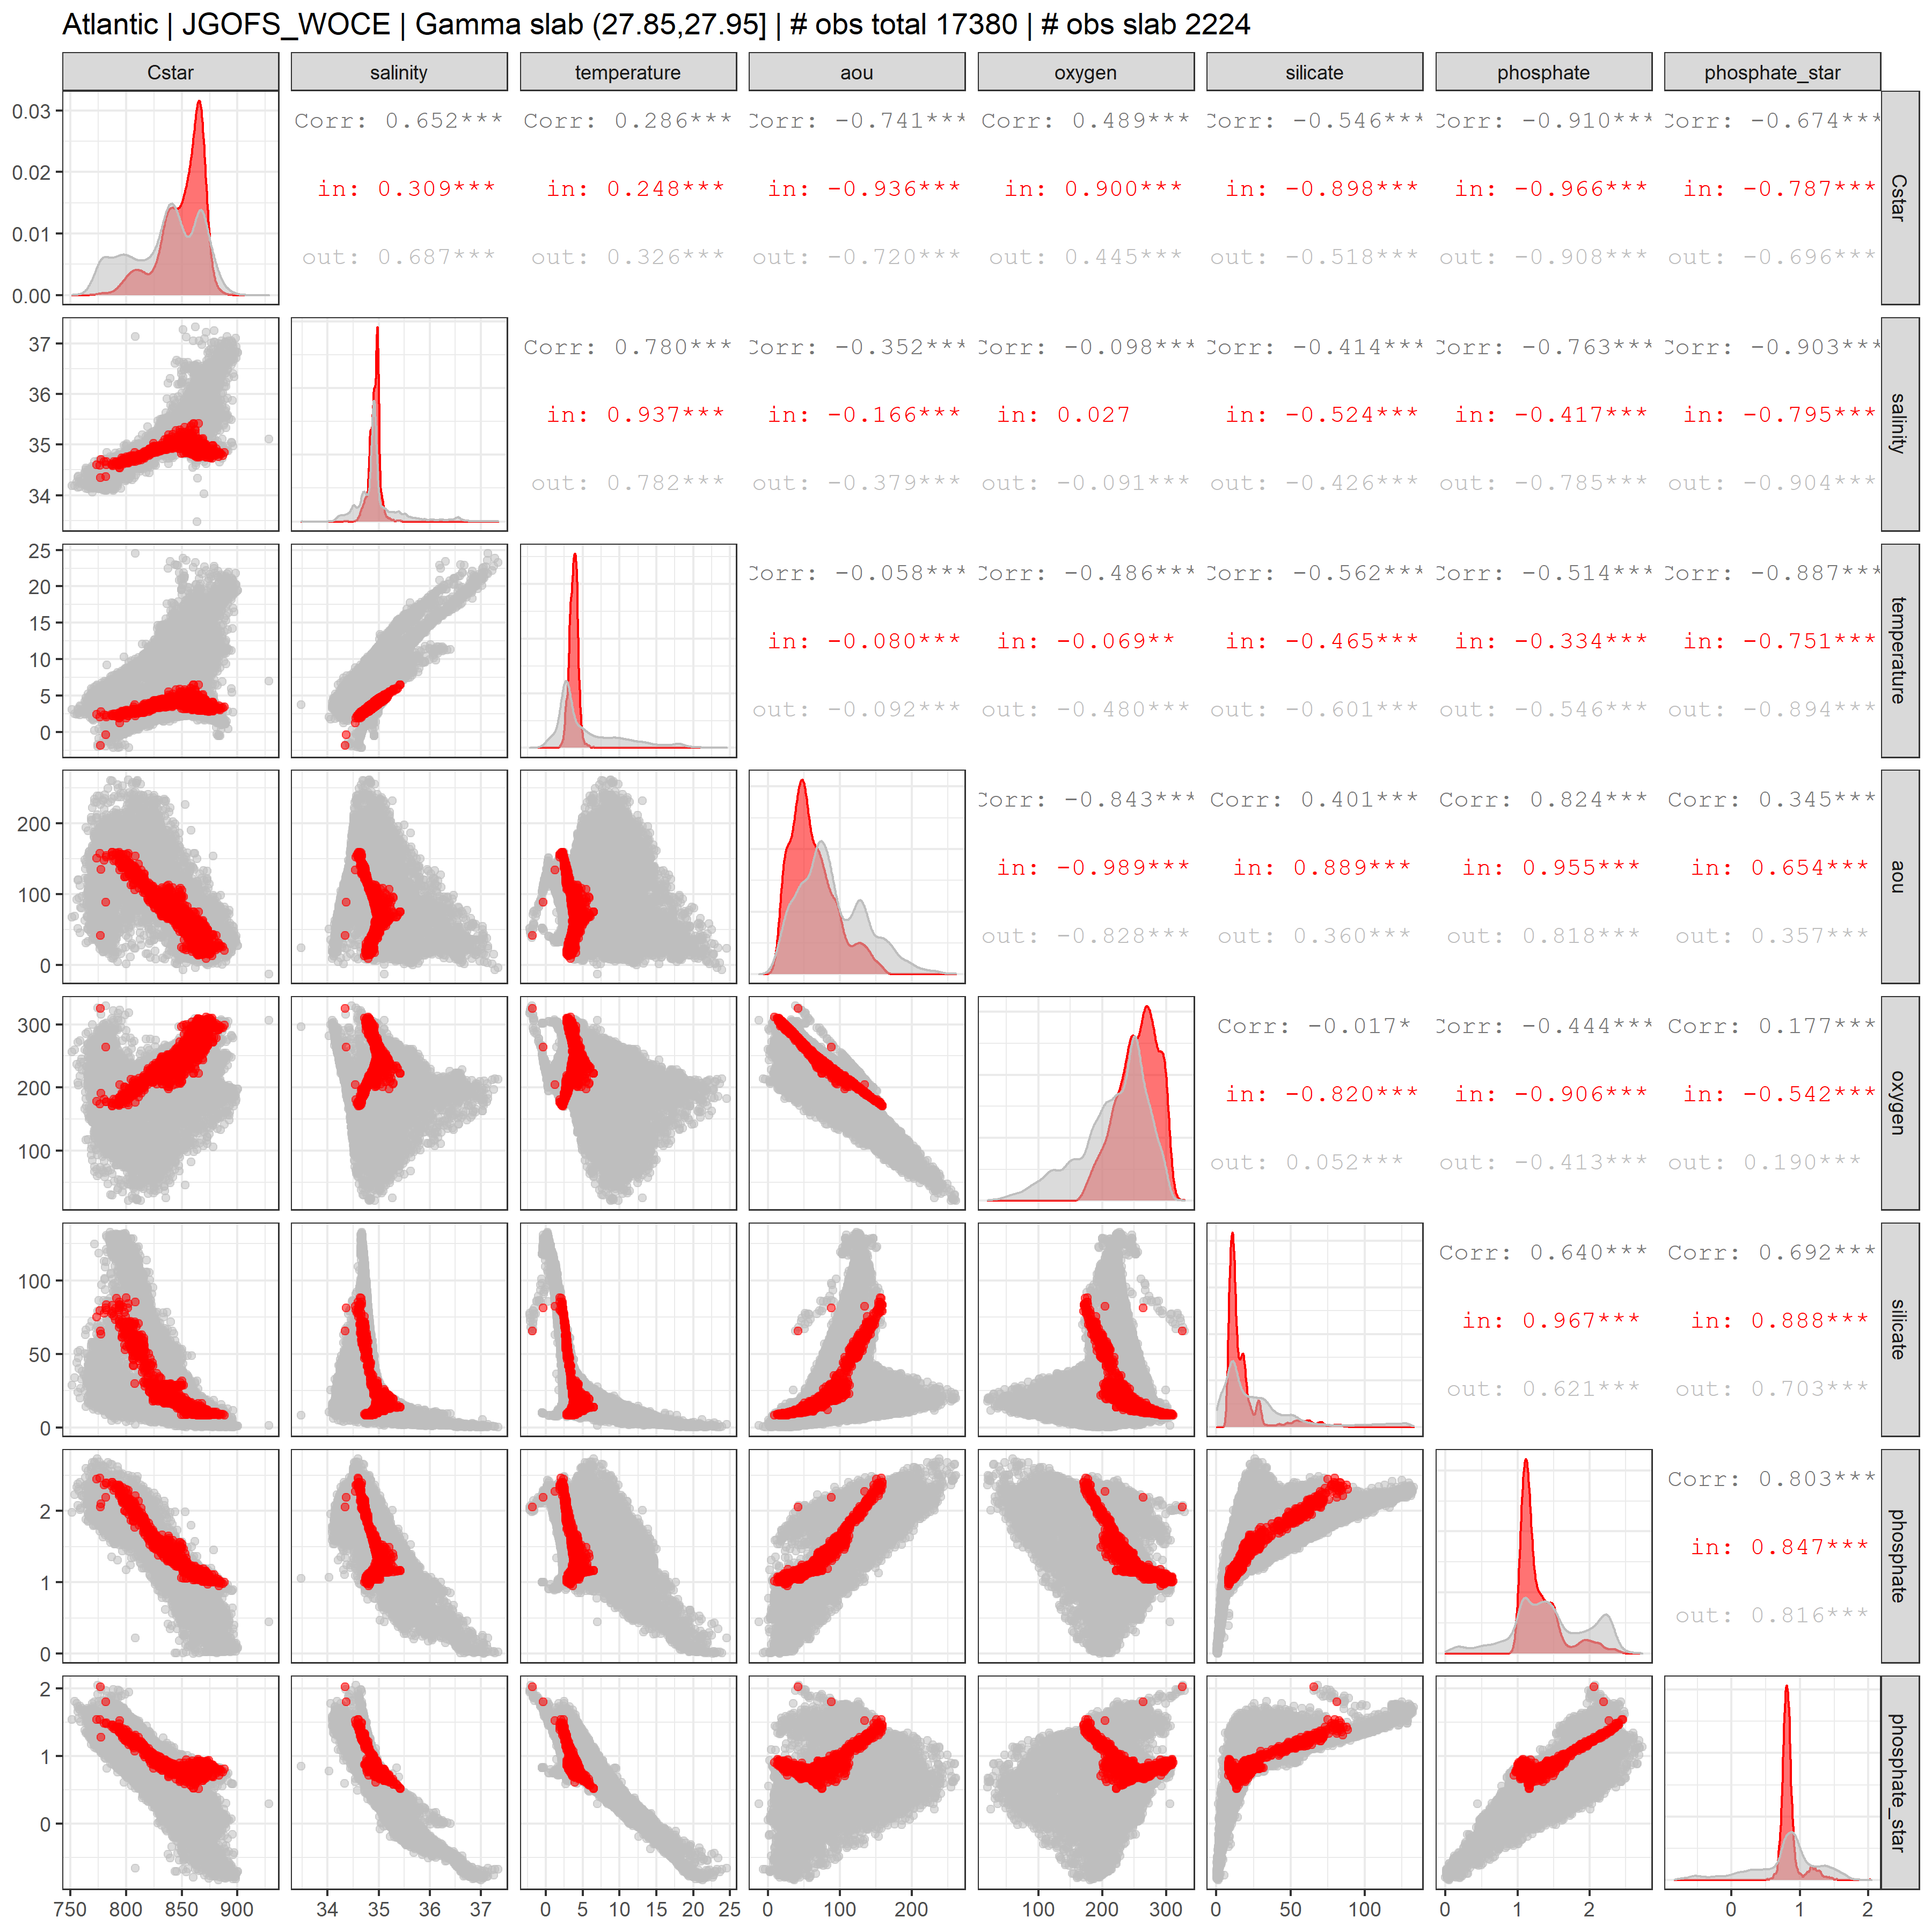 Atlantic | JGOFS_WOCE | Gamma slab (27.85,27.95] | # obs total 17380 | # obs slab 2224
Cstar salinity temperature aou oxygen silicate phosphate phosphate_star
0.03 Corr: 0.652*** Corr: 0.286*** Corr: -0.741*** Corr: 0.489*** Corr: -0.546*** Corr: -0.910*** Corr: -0.674***
0.02 in: 0.309*** in: 0.248*** in: -0.936*** in: 0.900*** in: -0.898*** in: -0.966*** in: -0.787*** Cstar
0.01 out: 0.687*** out: 0.326*** out: -0.720*** out: 0.445*** out: -0.518*** out: -0.908*** out: -0.696***
0.00
37 Corr: 0.780*** Corr: -0.352*** Corr: -0.098*** Corr: -0.414*** Corr: -0.763*** Corr: -0.903***
36
35 in: 0.937*** in: -0.166*** in: 0.027 in: -0.524*** in: -0.417*** in: -0.795*** salinity
34 out: 0.782*** out: -0.379*** out: -0.091*** out: -0.426*** out: -0.785*** out: -0.904***
25
20 Corr: -0.058*** Corr: -0.486*** Corr: -0.562*** Corr: -0.514*** Corr: -0.887***
15
10 in: -0.080*** in: -0.069** in: -0.465*** in: -0.334*** in: -0.751*** temperature
5
0 out: -0.092*** out: -0.480*** out: -0.601*** out: -0.546*** out: -0.894***
200 Corr: -0.843*** Corr: 0.401*** Corr: 0.824*** Corr: 0.345***
100 in: -0.989*** in: 0.889*** in: 0.955*** in: 0.654*** aou
0 out: -0.828*** out: 0.360*** out: 0.818*** out: 0.357***
300 Corr: -0.017* Corr: -0.444*** Corr: 0.177***
200 in: -0.820*** in: -0.906*** in: -0.542*** oxygen
100 out: 0.052*** out: -0.413*** out: 0.190***
Corr: 0.640*** Corr: 0.692***
100
50 in: 0.967*** in: 0.888*** silicate
0 out: 0.621*** out: 0.703***
Corr: 0.803***
2 in: 0.847*** phosphate
1 out: 0.816***
0
2
1 phosphate_star
0
750 800 850 900 34 35 36 37 0 5 10 15 20 25 0 100 200 100 200 300 0 50 100 0 1 2 0 1 2